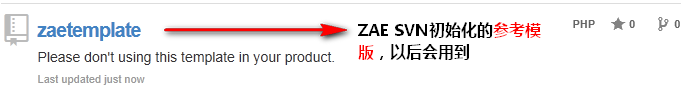 zaetemplate
Please don't using this template in your product.
Last updated just now
ZAE SVN初始化的参考模
版，以后会用到
PHP ★ 0 0